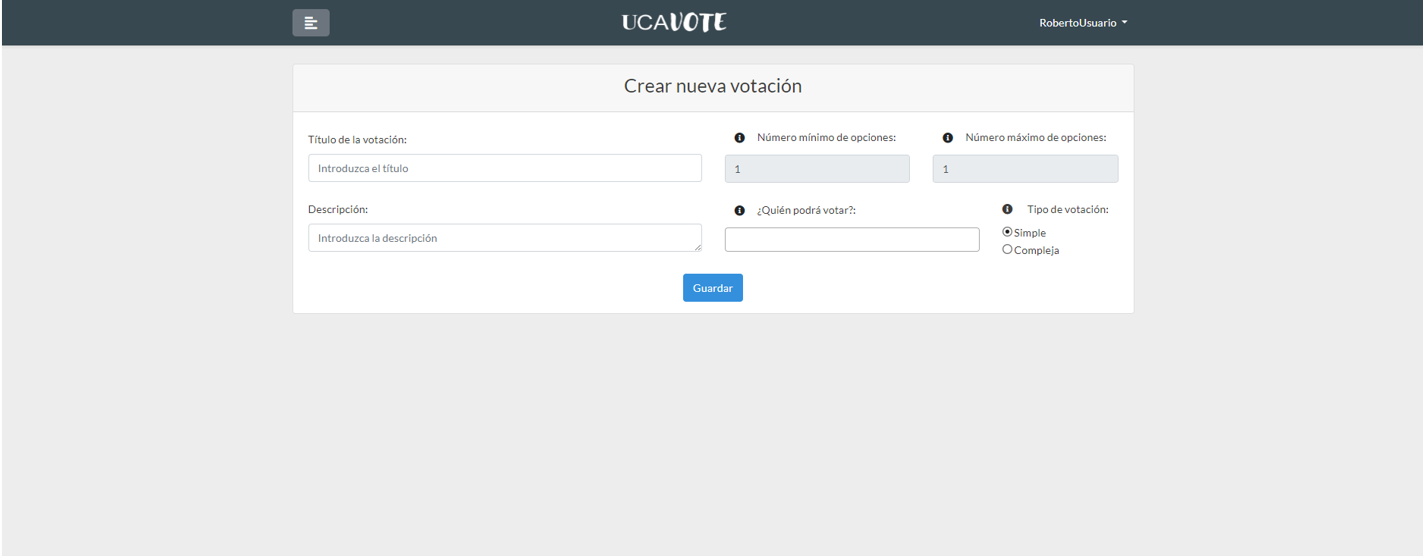 UCAVOTE
RobertoUsuario
Crear nueva votación
Título de la votación:
Introduzca el título
Número mínimo de opciones:
1
Número máximo de opciones:
1
Descripción:
Introduzca la descripción
¿Quién podrá votar?:
Tipo de votación:
Simple
Compleja
Guardar